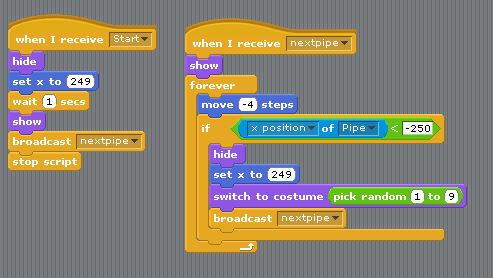 when I receive Start
hide
set x to 249
wait 1 secs
show
broadcast nextpipe
stop script
when I receive nextpipe
show
forever
move -4 steps
if x position of Pipe < -250
hide
set x to 249
switch to costume pick random 1 to 9
broadcast nextpipe